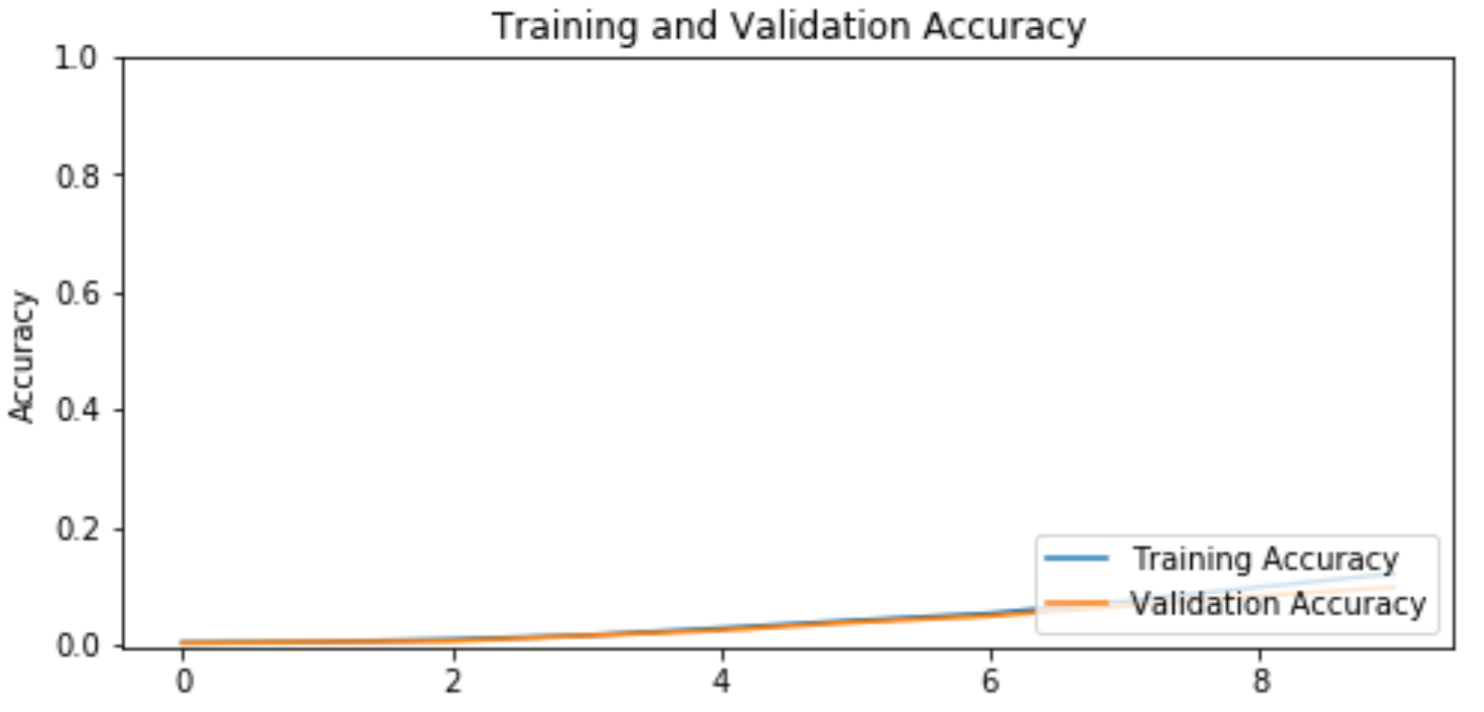 Training and Validation Accuracy
1.0
0.8
0.6
0.4
0.2
0.0
Accuracy
Training Accuracy
Validation Accuracy
0 2 4 6 8